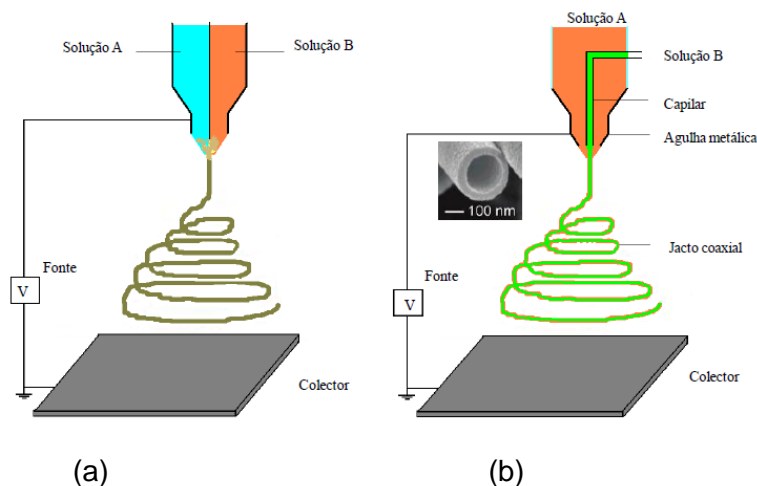 Solução A
Solução B
Fonte
V
Colector
(a)
Solução A
Solução B
Capilar
Agulha metálica
100 nm
Jacto coaxial
Fonte
V
Colector
(b)